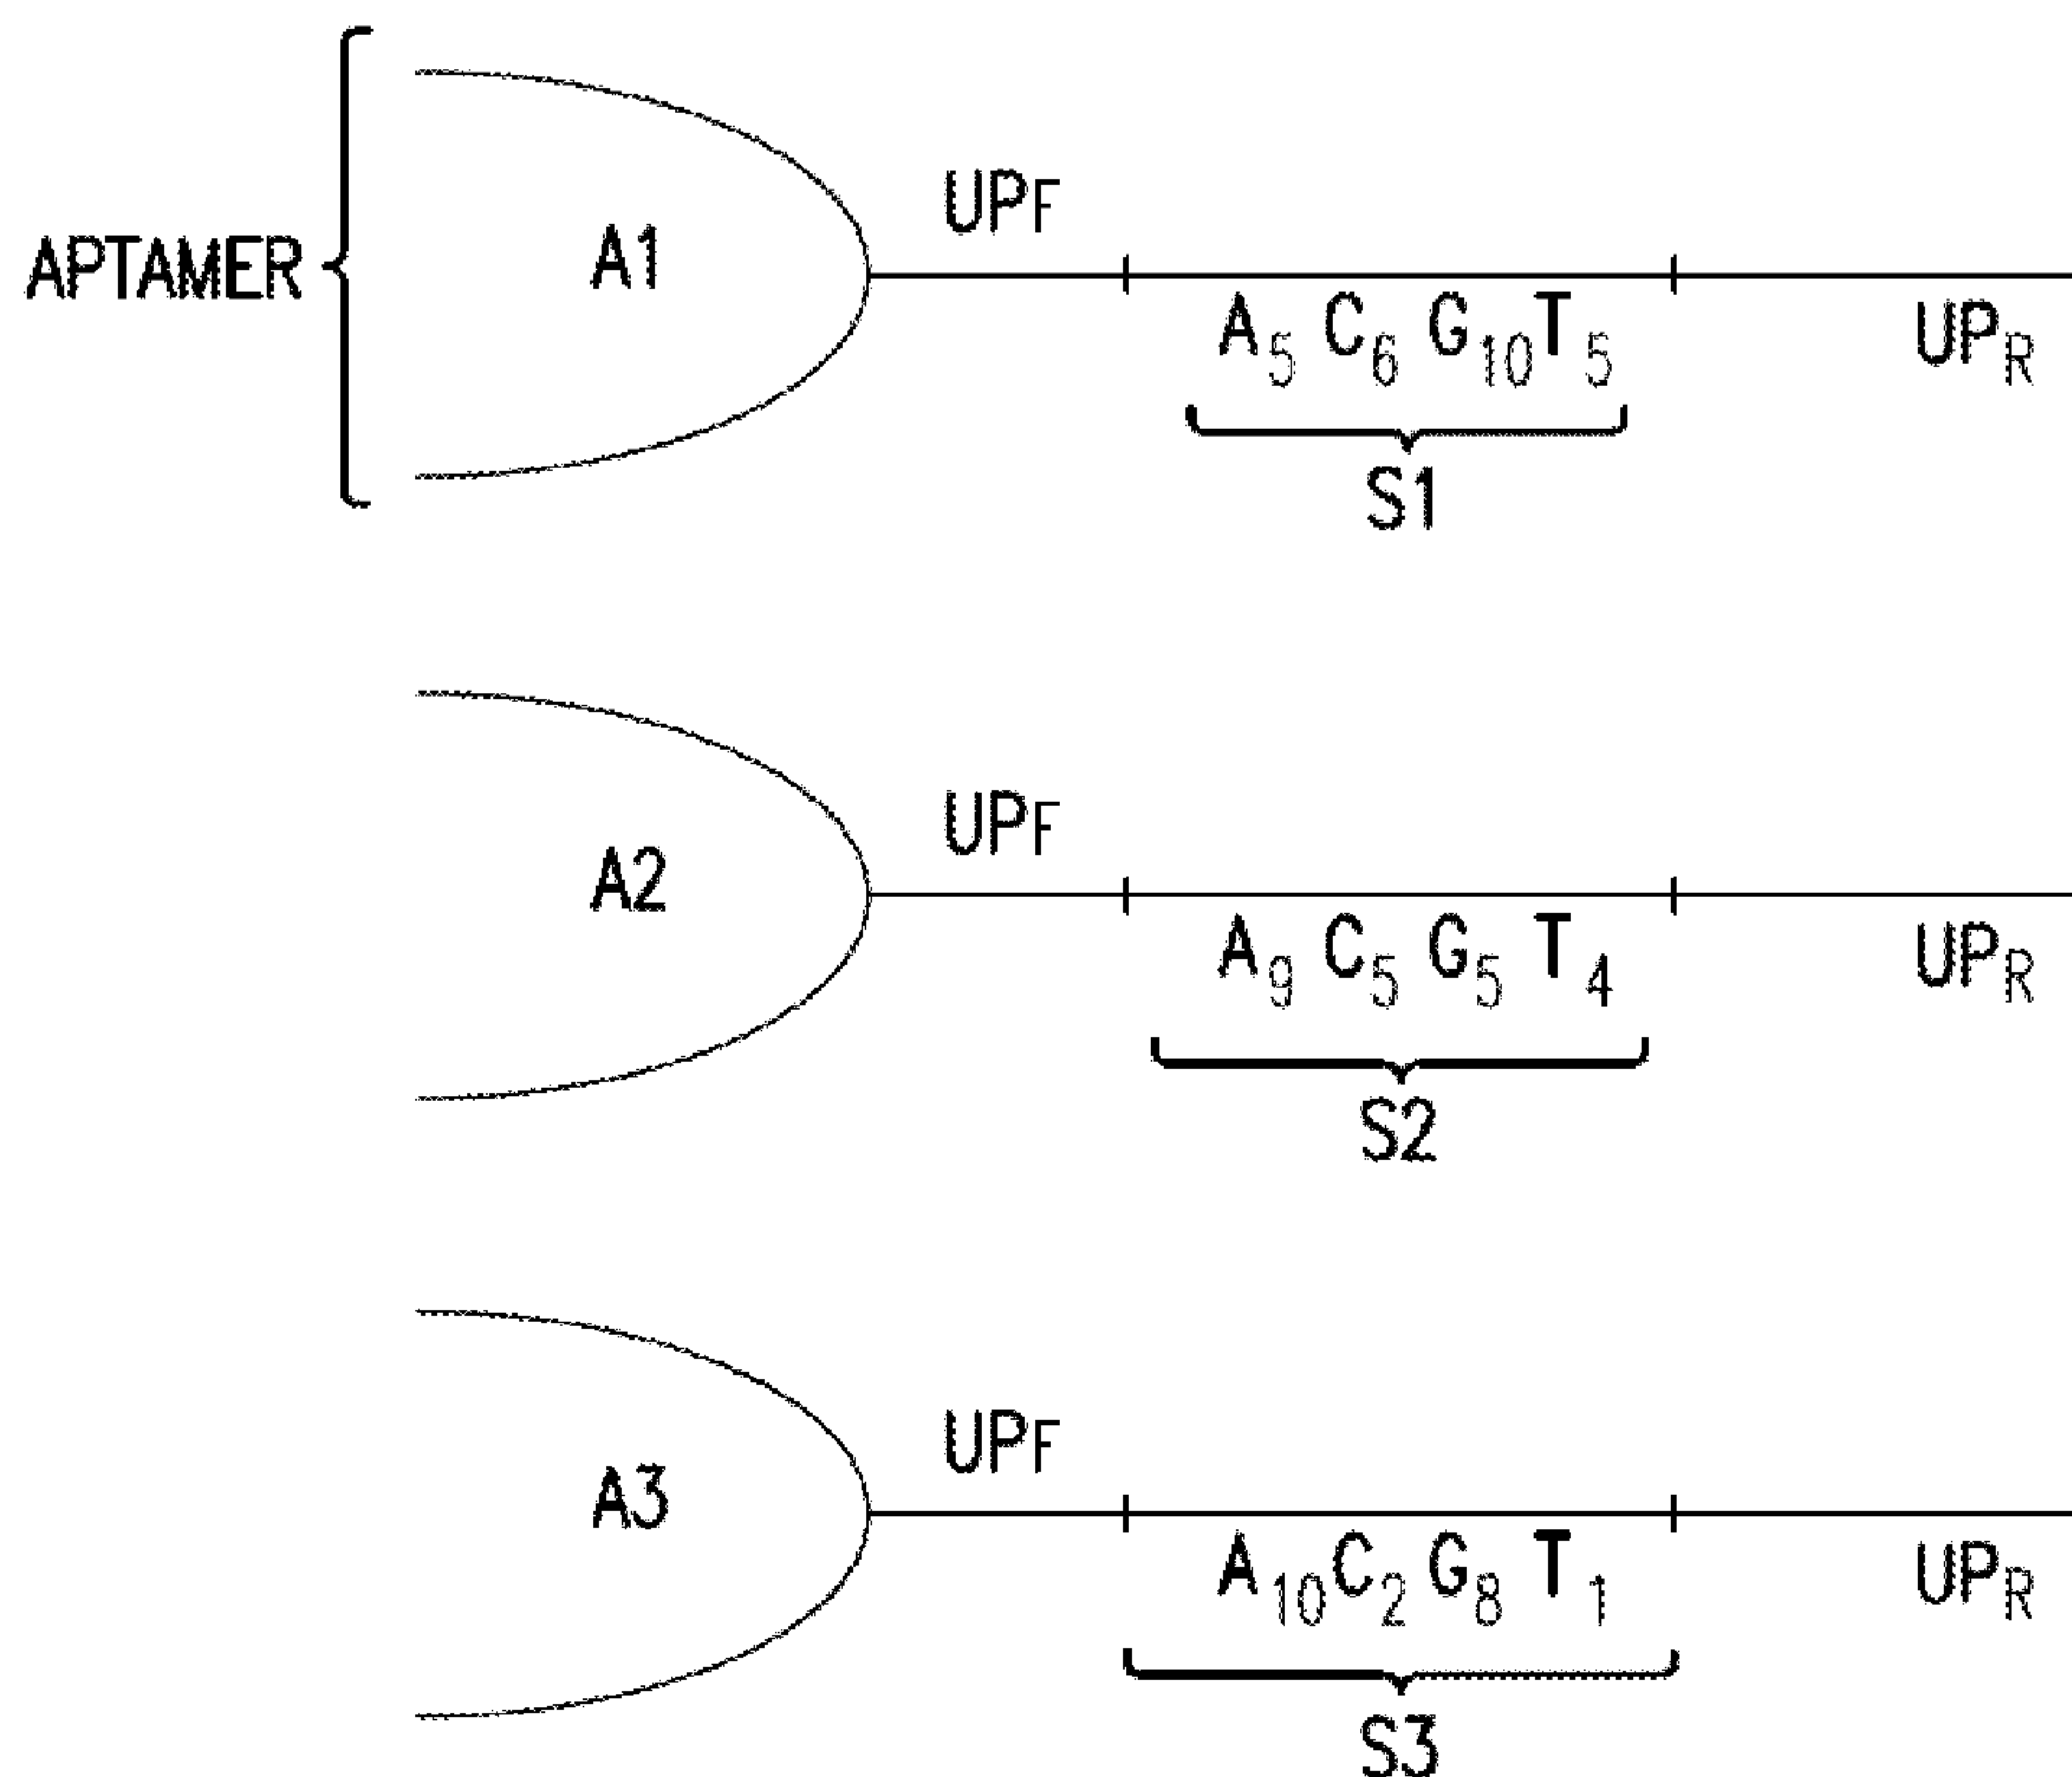 UPF
APTAMER A1
A5 C6 G10 T5 UPR
S1
UPF
A2
A9 C5 G5 T4 UPR
S2
UPF
A3
A10 C2 G8 T1 UPR
S3